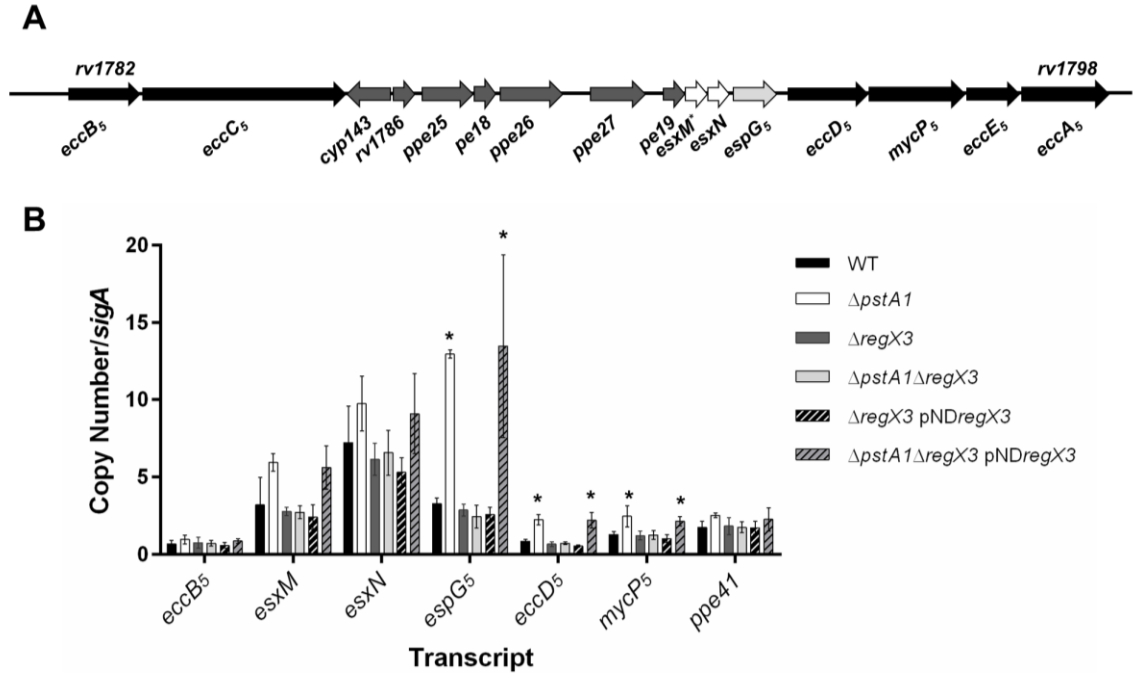 A
rv1782 rv1798
eccB5 eccC5 cyp143 rv1786 ppe25 pe18 ppe26 ppe27 pe19 esxM* esxN espG5 eccD5 mycP5 eccE5 eccA5
B
20
15
10
5
0
Copy Number/sigA
* * * * * *
WT
ΔpstA1
ΔregX3
ΔpstA1ΔregX3
ΔregX3 pNDregX3
ΔpstA1ΔregX3 pNDregX3
eccB5 esxM esxN espG5 eccD5 mycP5 ppe41
Transcript